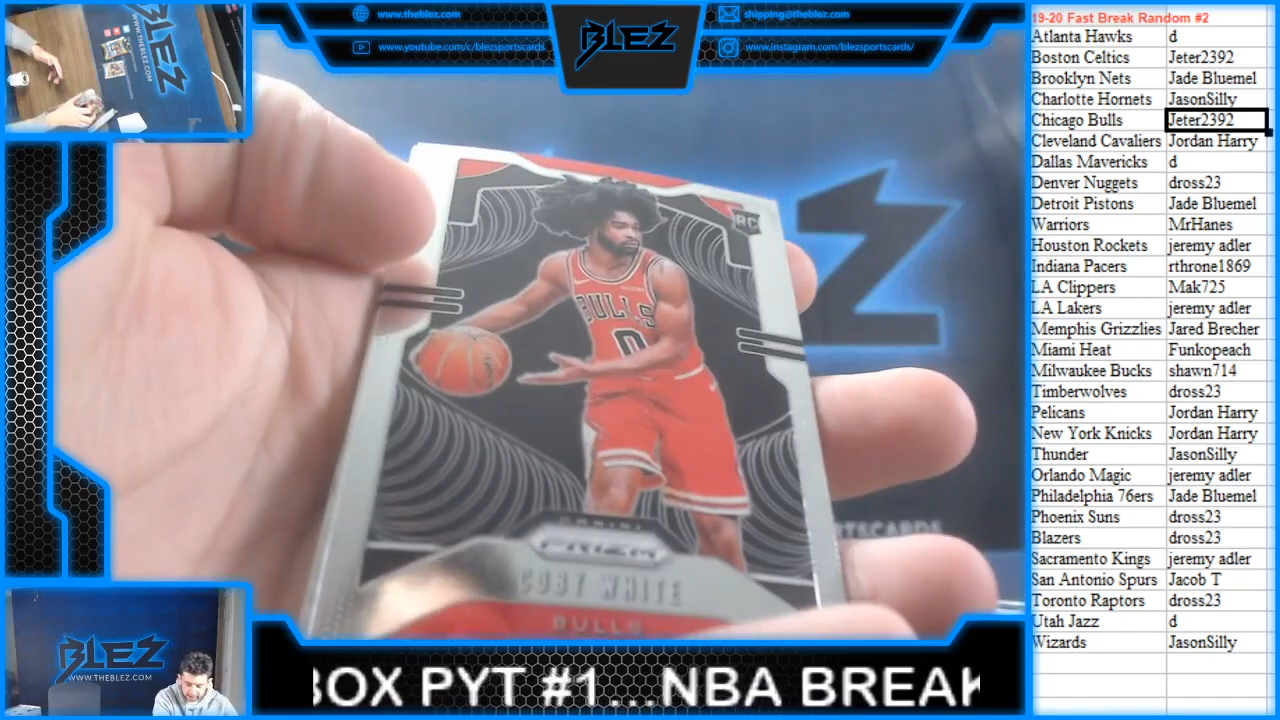 www.theblez.com
shipping@theblez.com
www.youtube.com/c/blezsportscards
www.instagram.com/blezsportscards/
BLEZ
BLEZ
WWW.THEBLEZ
RC
BULLS
0
PANINI
PRIZM
COBY WHITE
BULLS
RTSCARDS
BLEZ
WWW.THEBLEZ.COM
BOX PYT #1...NBA BREAK
19-20 Fast Break Random #2
Atlanta Hawks d
Boston Celtics Jeter2392
Brooklyn Nets Jade Bluemel
Charlotte Hornets JasonSilly
Chicago Bulls Jeter2392
Cleveland Cavaliers Jordan Harry
Dallas Mavericks d
Denver Nuggets dross23
Detroit Pistons Jade Bluemel
Warriors MrHanes
Houston Rockets jeremy adler
Indiana Pacers rthrone1869
LA Clippers Mak725
LA Lakers jeremy adler
Memphis Grizzlies Jared Brecher
Miami Heat Funkopeach
Milwaukee Bucks shawn714
Timberwolves dross23
Pelicans Jordan Harry
New York Knicks Jordan Harry
Thunder JasonSilly
Orlando Magic jeremy adler
Philadelphia 76ers Jade Bluemel
Phoenix Suns dross23
Blazers dross23
Sacramento Kings jeremy adler
San Antonio Spurs Jacob T
Toronto Raptors dross23
Utah Jazz d
Wizards JasonSilly